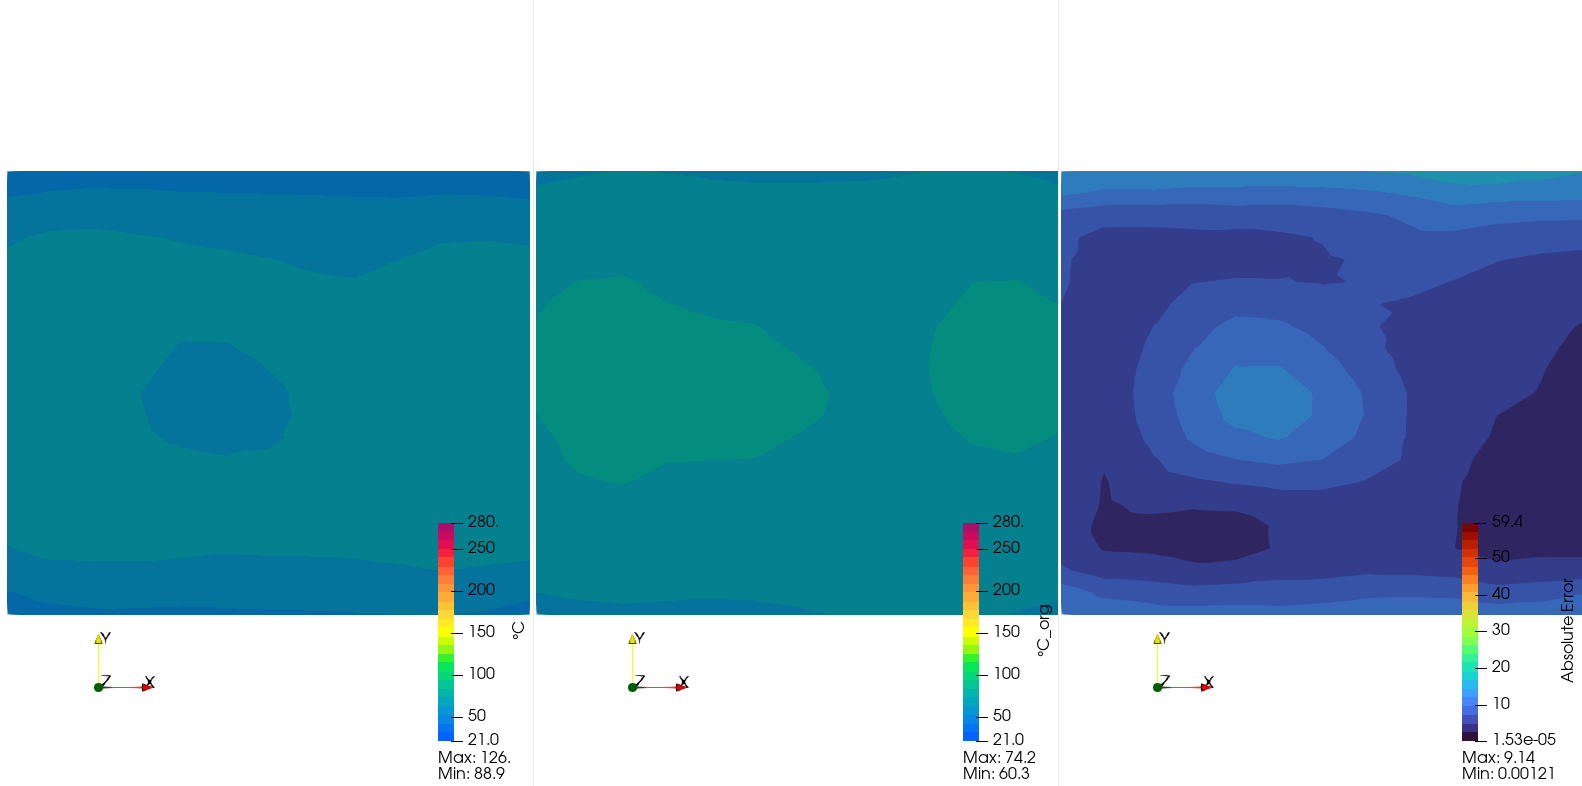 280.
250
200
150
100
50
21.0
°C
Max: 126.
Min: 88.9
Y
Z
X
280.
250
200
150
100
50
21.0
°C_org
Max: 74.2
Min: 60.3
Y
Z
X
59.4
50
40
30
20
10
1.53e-05
Absolute Error
Max: 9.14
Min: 0.00121
Y
Z
X